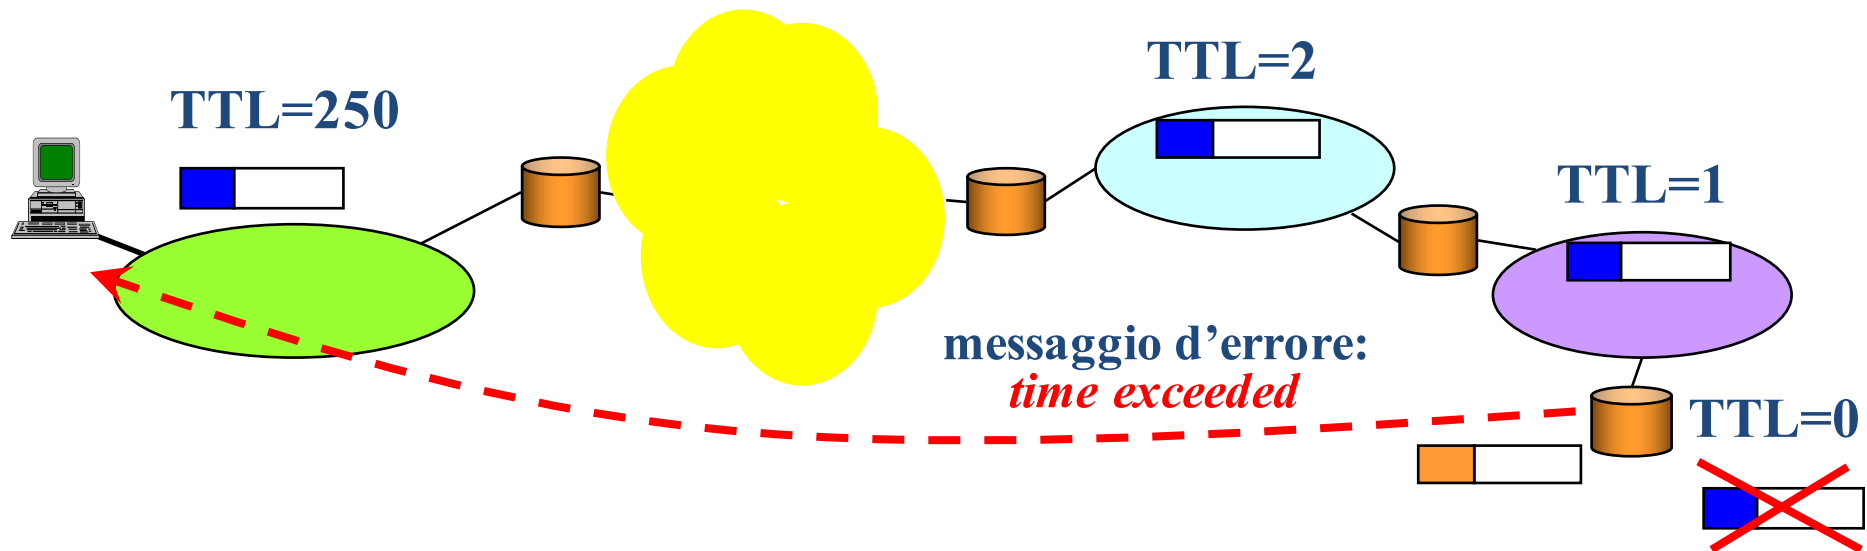 TTL=250
TTL=2
TTL=1
messaggio d’errore:
time exceeded
TTL=0